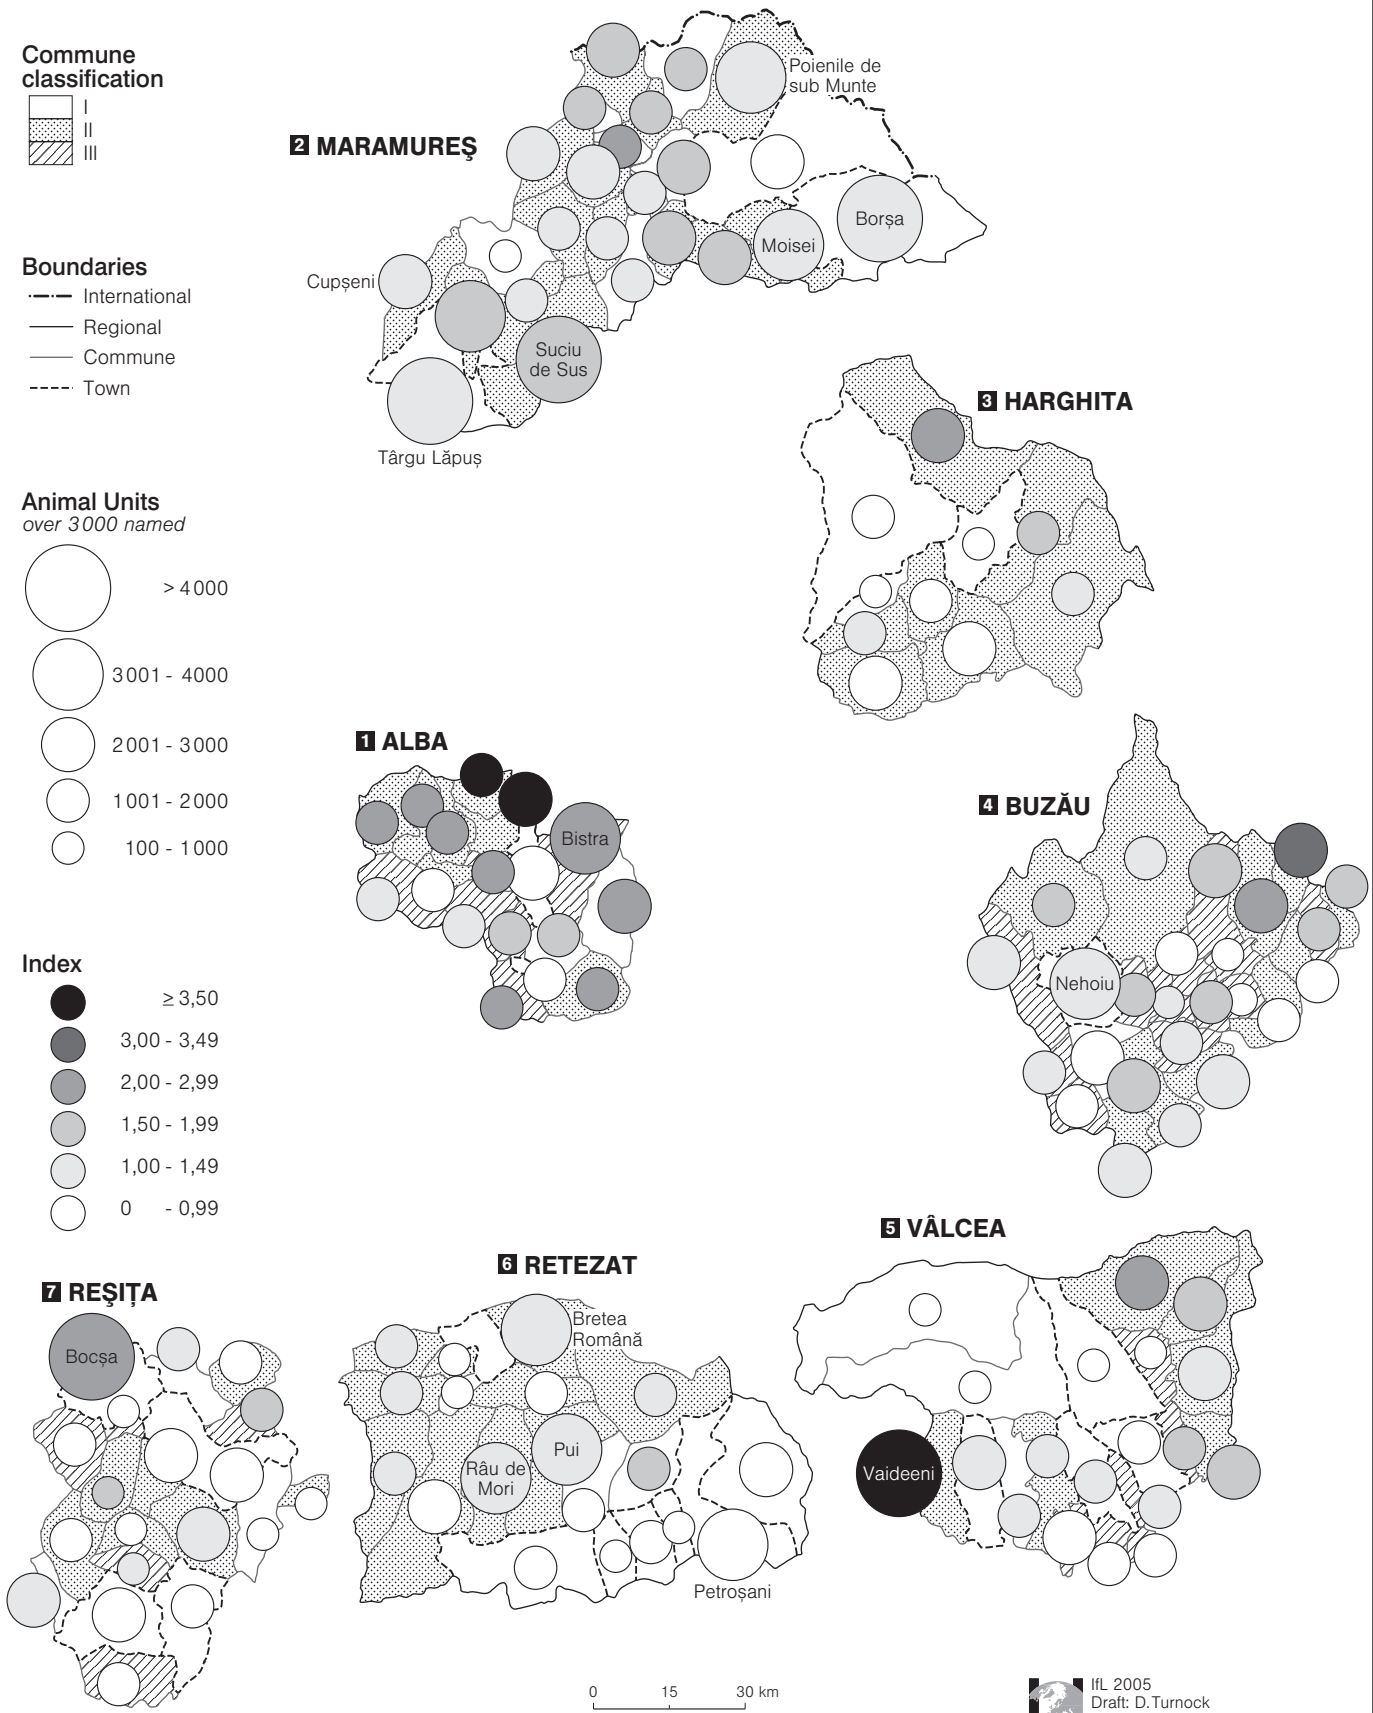 Commune
classification
I
II
III
Boundaries
International
Regional
Commune
Town
Animal Units
over 3000 named
> 4000
3001 - 4000
2001 - 3000
1001 - 2000
100 - 1000
Index
≥ 3,50
3,00 - 3,49
2,00 - 2,99
1,50 - 1,99
1,00 - 1,49
0 - 0,99
2 MARAMUREŞ
Poienile de
sub Munte
Borşa
Moisei
Cupşeni
Suciu
de Sus
Târgu Lăpuş
3 HARGHITA
1 ALBA
Bistra
4 BUZĂU
Nehoiu
5 VÂLCEA
Vaideeni
6 RETEZAT
Bretea
Română
Pui
Râu de
Mori
Petroşani
7 REŞIŢA
Bocşa
0 15 30 km
IfL 2005
Draft: D. Turnock